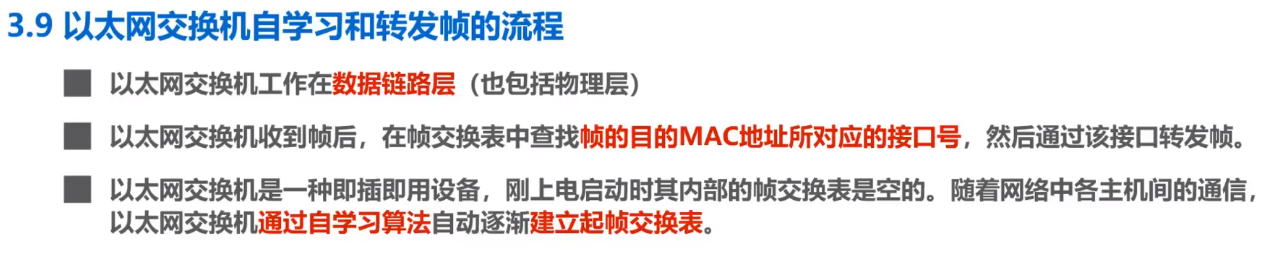 3.9 以太网交换机自学习和转发帧的流程
以太网交换机工作在数据链路层（也包括物理层）
以太网交换机收到帧后，在帧交换表中查找帧的目的MAC地址所对应的接口号，然后通过该接口转发帧。
以太网交换机是一种即插即用设备，刚上电启动时其内部的帧交换表是空的。随着网络中各主机间的通信，
以太网交换机通过自学习算法自动逐渐建立起帧交换表。